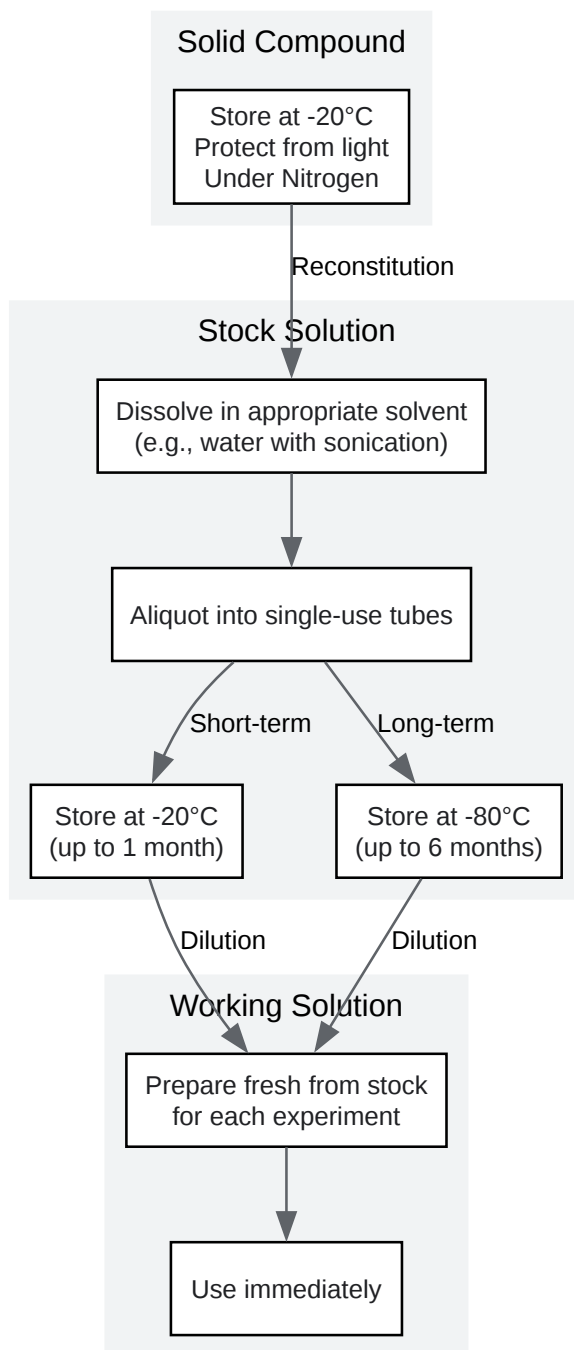 Solid Compound
Store at -20°C
Protect from light
Under Nitrogen
Reconstitution
Stock Solution
Dissolve in appropriate solvent
(e.g., water with sonication)
Aliquot into single-use tubes
Short-term
Long-term
Store at -20°C
(up to 1 month)
Store at -80°C
(up to 6 months)
Dilution
Dilution
Working Solution
Prepare fresh from stock
for each experiment
Use immediately